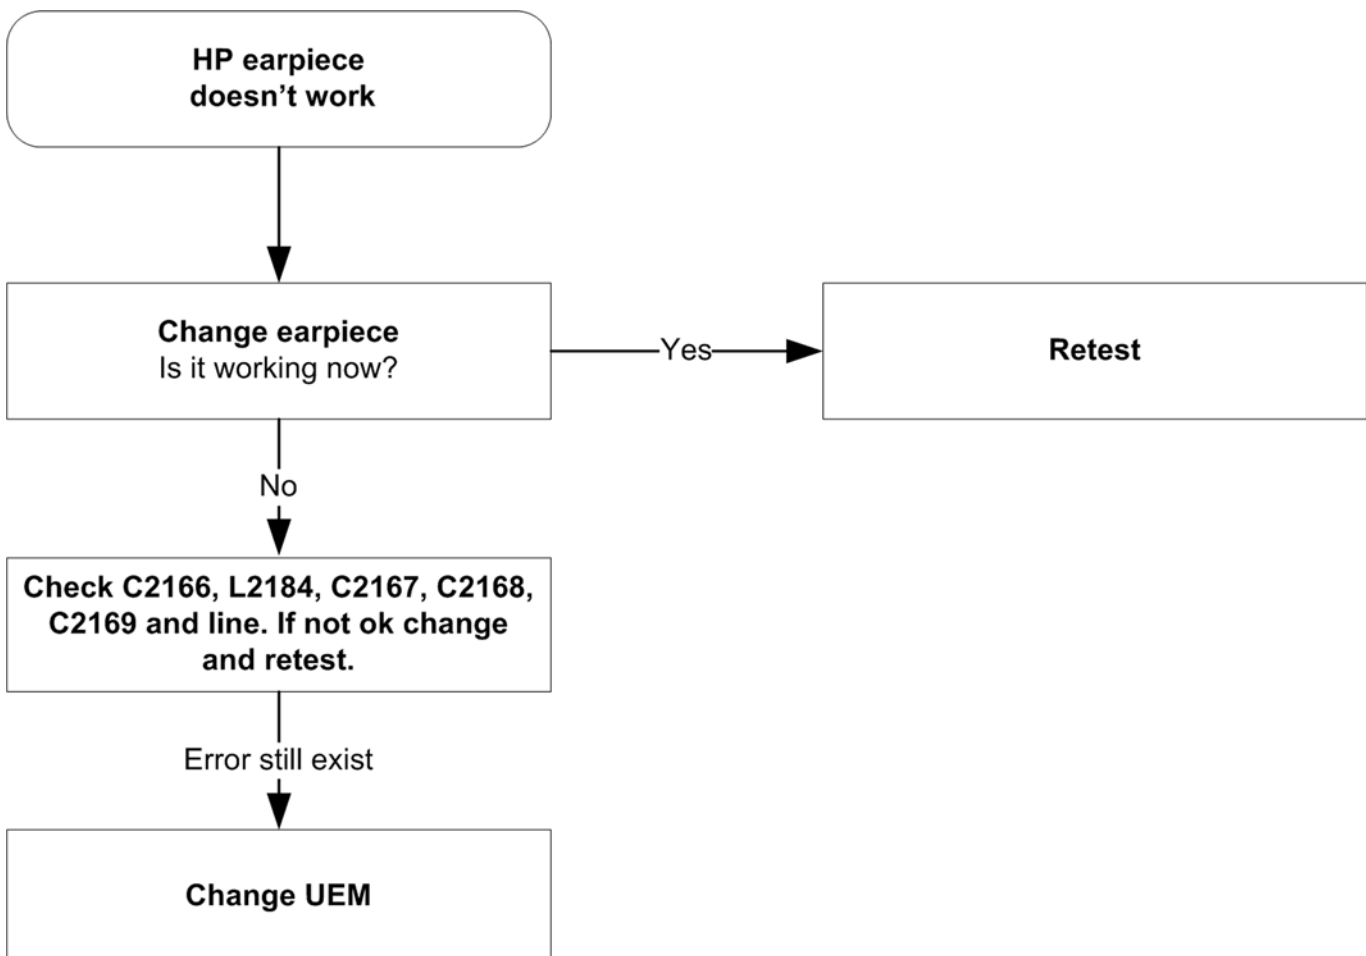 HP earpiece
doesn’t work
Change earpiece
Is it working now?
Yes
Retest
No
Check C2166, L2184, C2167, C2168,
C2169 and line. If not ok change
and retest.
Error still exist
Change UEM